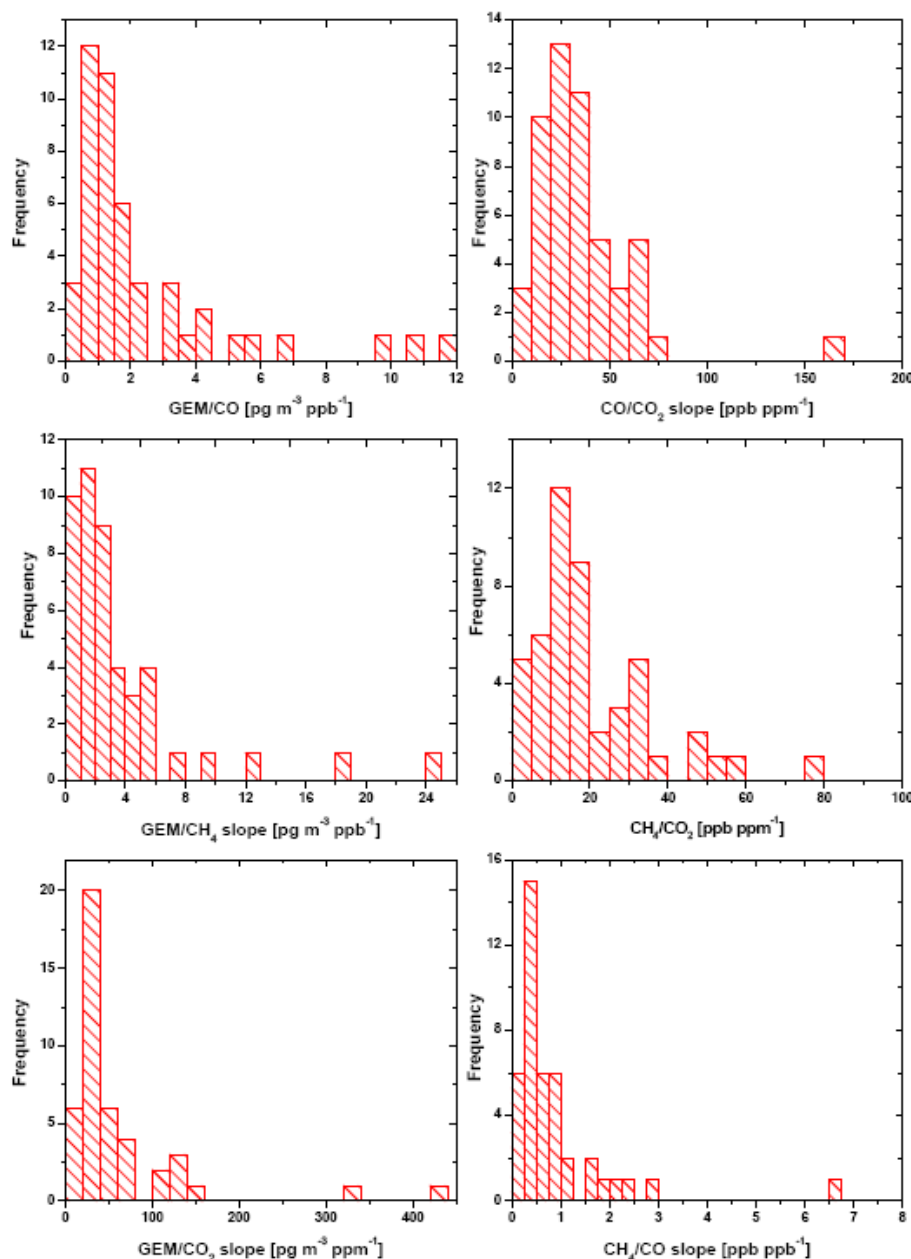 12
10
8
6
4
2
0
Frequency
0 2 4 6 8 10 12
GEM/CO [pg m⁻³ ppb⁻¹]
14
12
10
8
6
4
2
0
Frequency
0 50 100 150 200
CO/CO₂ slope [ppb ppm⁻¹]
12
10
8
6
4
2
0
Frequency
0 4 8 12 16 20 24
GEM/CH₄ slope [pg m⁻³ ppb⁻¹]
12
8
4
0
Frequency
0 20 40 60 80 100
CH₄/CO₂ [ppb ppm⁻¹]
20
15
10
5
0
Frequency
0 100 200 300 400
GEM/CO₂ slope [pg m⁻³ ppm⁻¹]
16
12
8
4
0
Frequency
0 1 2 3 4 5 6 7 8
CH₄/CO slope [ppb ppb⁻¹]